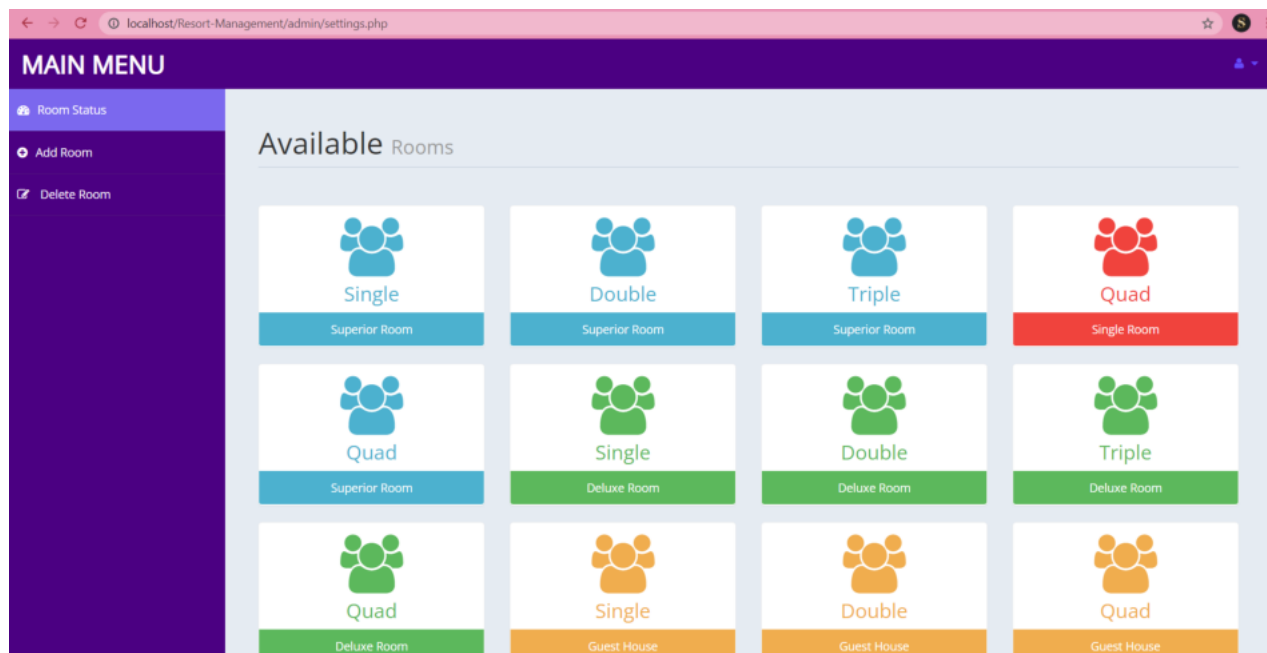 localhost/Resort-Management/admin/settings.php
S
MAIN MENU
Room Status
Add Room
Delete Room
Available Rooms
Single
Superior Room
Double
Superior Room
Triple
Superior Room
Quad
Single Room
Quad
Superior Room
Single
Deluxe Room
Double
Deluxe Room
Triple
Deluxe Room
Quad
Deluxe Room
Single
Guest House
Double
Guest House
Quad
Guest House